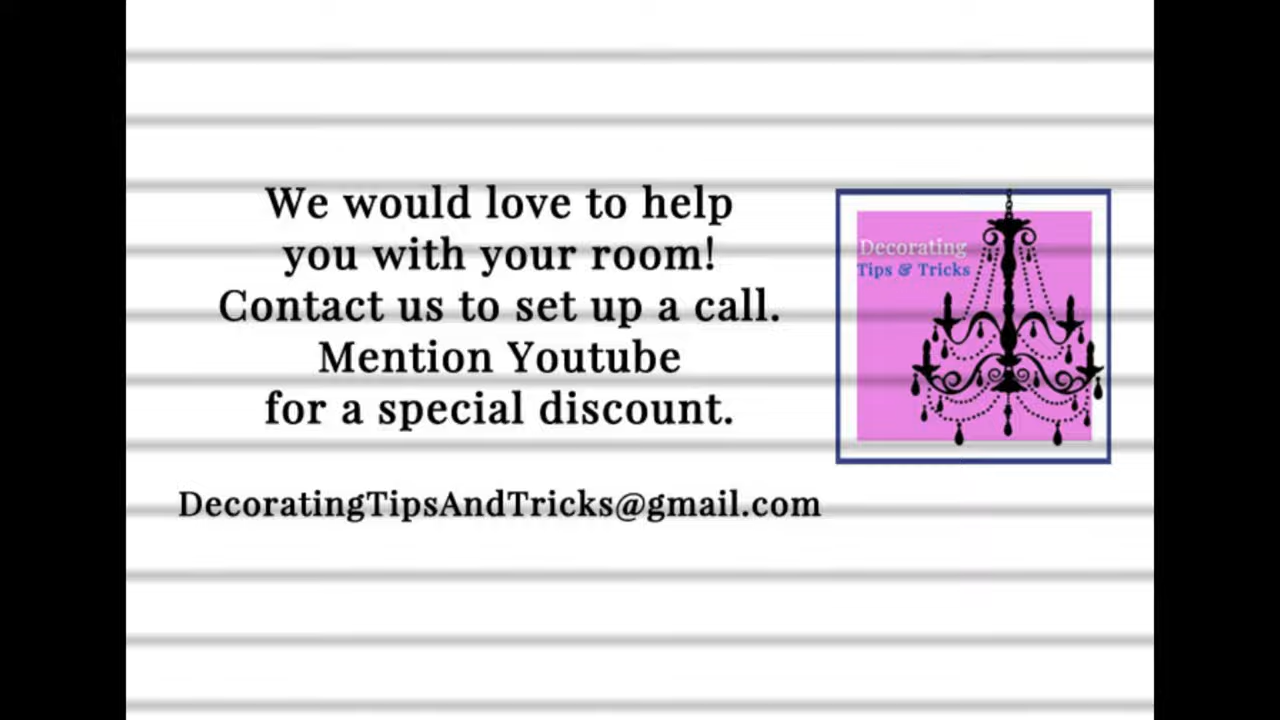 We would love to help
you with your room!
Contact us to set up a call.
Mention Youtube
for a special discount.
DecoratingTipsAndTricks@gmail.com
Decorating
Tips & Tricks